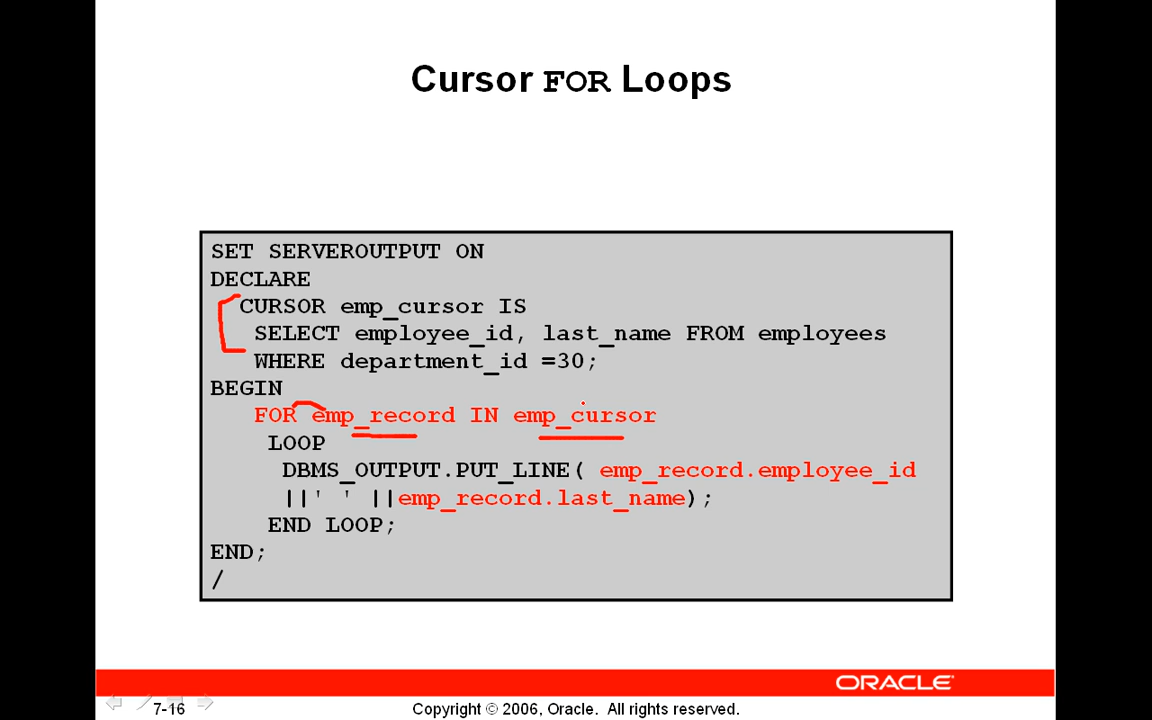 Cursor FOR Loops
SET SERVEROUTPUT ON
DECLARE
CURSOR emp_cursor IS
SELECT employee_id, last_name FROM employees
WHERE department_id =30;
BEGIN
FOR emp_record IN emp_cursor
LOOP
DBMS_OUTPUT.PUT_LINE( emp_record.employee_id
||' ' ||emp_record.last_name);
END LOOP;
END;
/
ORACLE
7-16
Copyright © 2006, Oracle. All rights reserved.